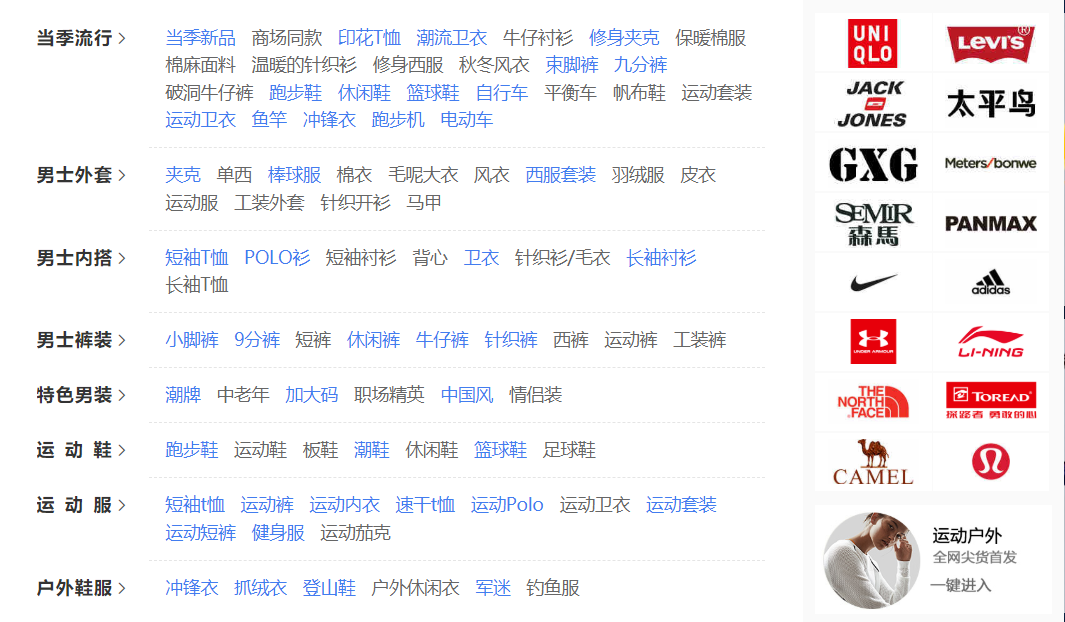 当季流行 >
当季新品 商场同款 印花T恤 潮流卫衣 牛仔衬衫 修身夹克 保暖棉服
棉麻面料 温暖的针织衫 修身西服 秋冬风衣 束脚裤 九分裤
破洞牛仔裤 跑步鞋 休闲鞋 篮球鞋 自行车 平衡车 帆布鞋 运动套装
运动卫衣 鱼竿 冲锋衣 跑步机 电动车
男士外套 >
夹克 单西 棒球服 棉衣 毛呢大衣 风衣 西服套装 羽绒服 皮衣
运动服 工装外套 针织开衫 马甲
男士内搭 >
短袖T恤 POLO衫 短袖衬衫 背心 卫衣 针织衫/毛衣 长袖衬衫
长袖T恤
男士裤装 >
小脚裤 9分裤 短裤 休闲裤 牛仔裤 针织裤 西裤 运动裤 工装裤
特色男装 >
潮牌 中老年 加大码 职场精英 中国风 情侣装
运 动 鞋 >
跑步鞋 运动鞋 板鞋 潮鞋 休闲鞋 篮球鞋 足球鞋
运 动 服 >
短袖t恤 运动裤 运动内衣 速干t恤 运动Polo 运动卫衣 运动套装
运动短裤 健身服 运动茄克
户外鞋服 >
冲锋衣 抓绒衣 登山鞋 户外休闲衣 军迷 钓鱼服
UNI
QLO
LEVI'S®
JACK
JONES
太平鸟
GXG
Meters/bonwe
SEMIR
森馬
PANMAX
adidas
UNDER ARMOUR
LI-NING
THE
NORTH
FACE
TOREAD
探路者 勇敢的心
CAMEL
运动户外
全网尖货首发
一键进入